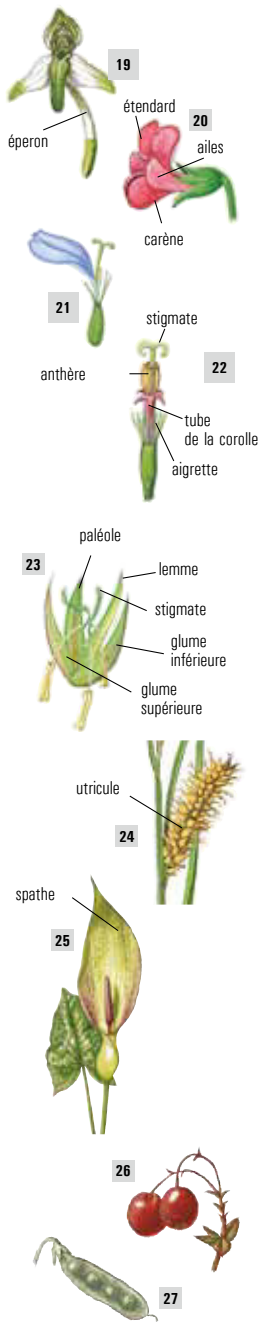 19
éperon
étendard
20
ailes
carène
21
stigmate
22
anthère
tube
de la corolle
aigrette
paléole
23
lemme
stigmate
glume
inférieure
glume
supérieure
utricule
24
spathe
25
26
27